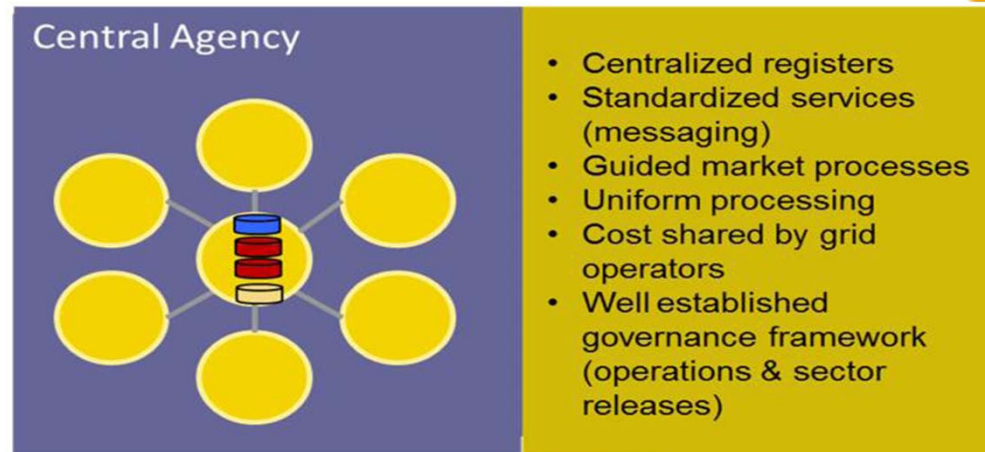 Central Agency
• Centralized registers
• Standardized services
(messaging)
• Guided market processes
• Uniform processing
• Cost shared by grid
operators
• Well established
governance framework
(operations & sector
releases)